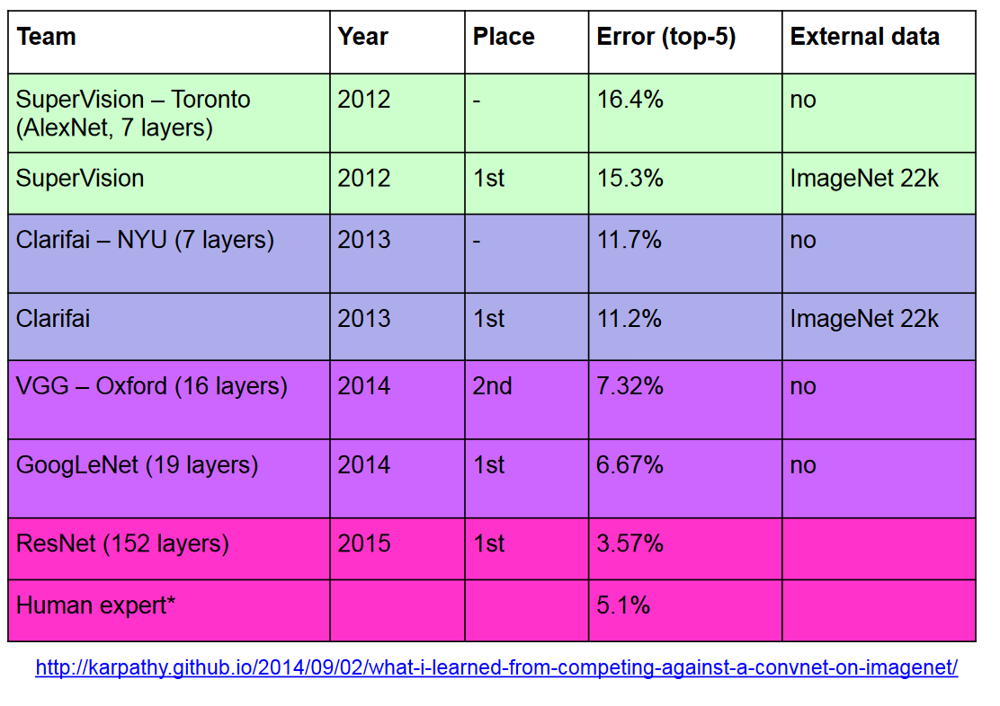 Team Year Place Error (top-5) External data
SuperVision – Toronto 2012 - 16.4% no
(AlexNet, 7 layers)
SuperVision 2012 1st 15.3% ImageNet 22k
Clarifai – NYU (7 layers) 2013 - 11.7% no
Clarifai 2013 1st 11.2% ImageNet 22k
VGG – Oxford (16 layers) 2014 2nd 7.32% no
GoogLeNet (19 layers) 2014 1st 6.67% no
ResNet (152 layers) 2015 1st 3.57%
Human expert* 5.1%
http://karpathy.github.io/2014/09/02/what-i-learned-from-competing-against-a-convnet-on-imagenet/